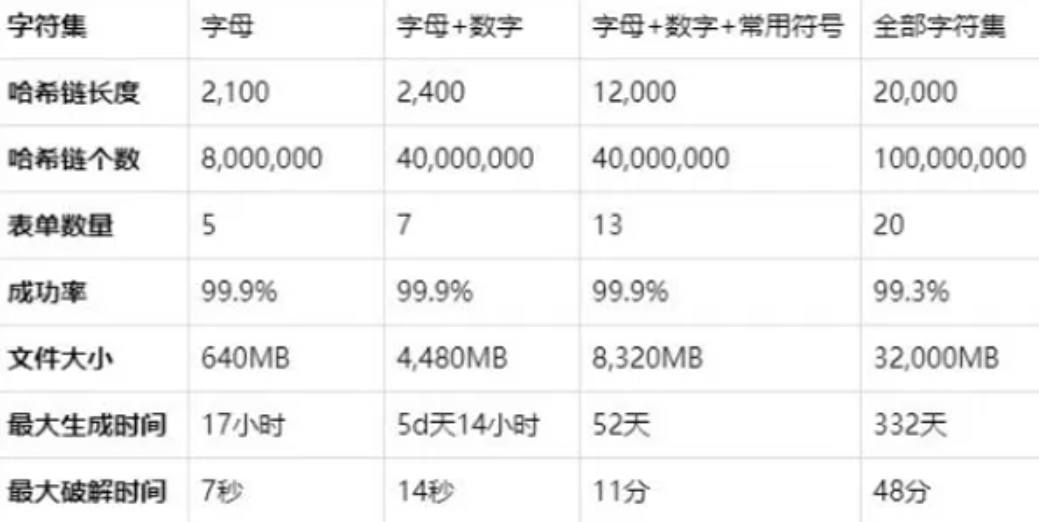 字符集 字母 字母+数字 字母+数字+常用符号 全部字符集
哈希链长度 2,100 2,400 12,000 20,000
哈希链个数 8,000,000 40,000,000 40,000,000 100,000,000
表单数量 5 7 13 20
成功率 99.9% 99.9% 99.9% 99.3%
文件大小 640MB 4,480MB 8,320MB 32,000MB
最大生成时间 17小时 5d天14小时 52天 332天
最大破解时间 7秒 14秒 11分 48分